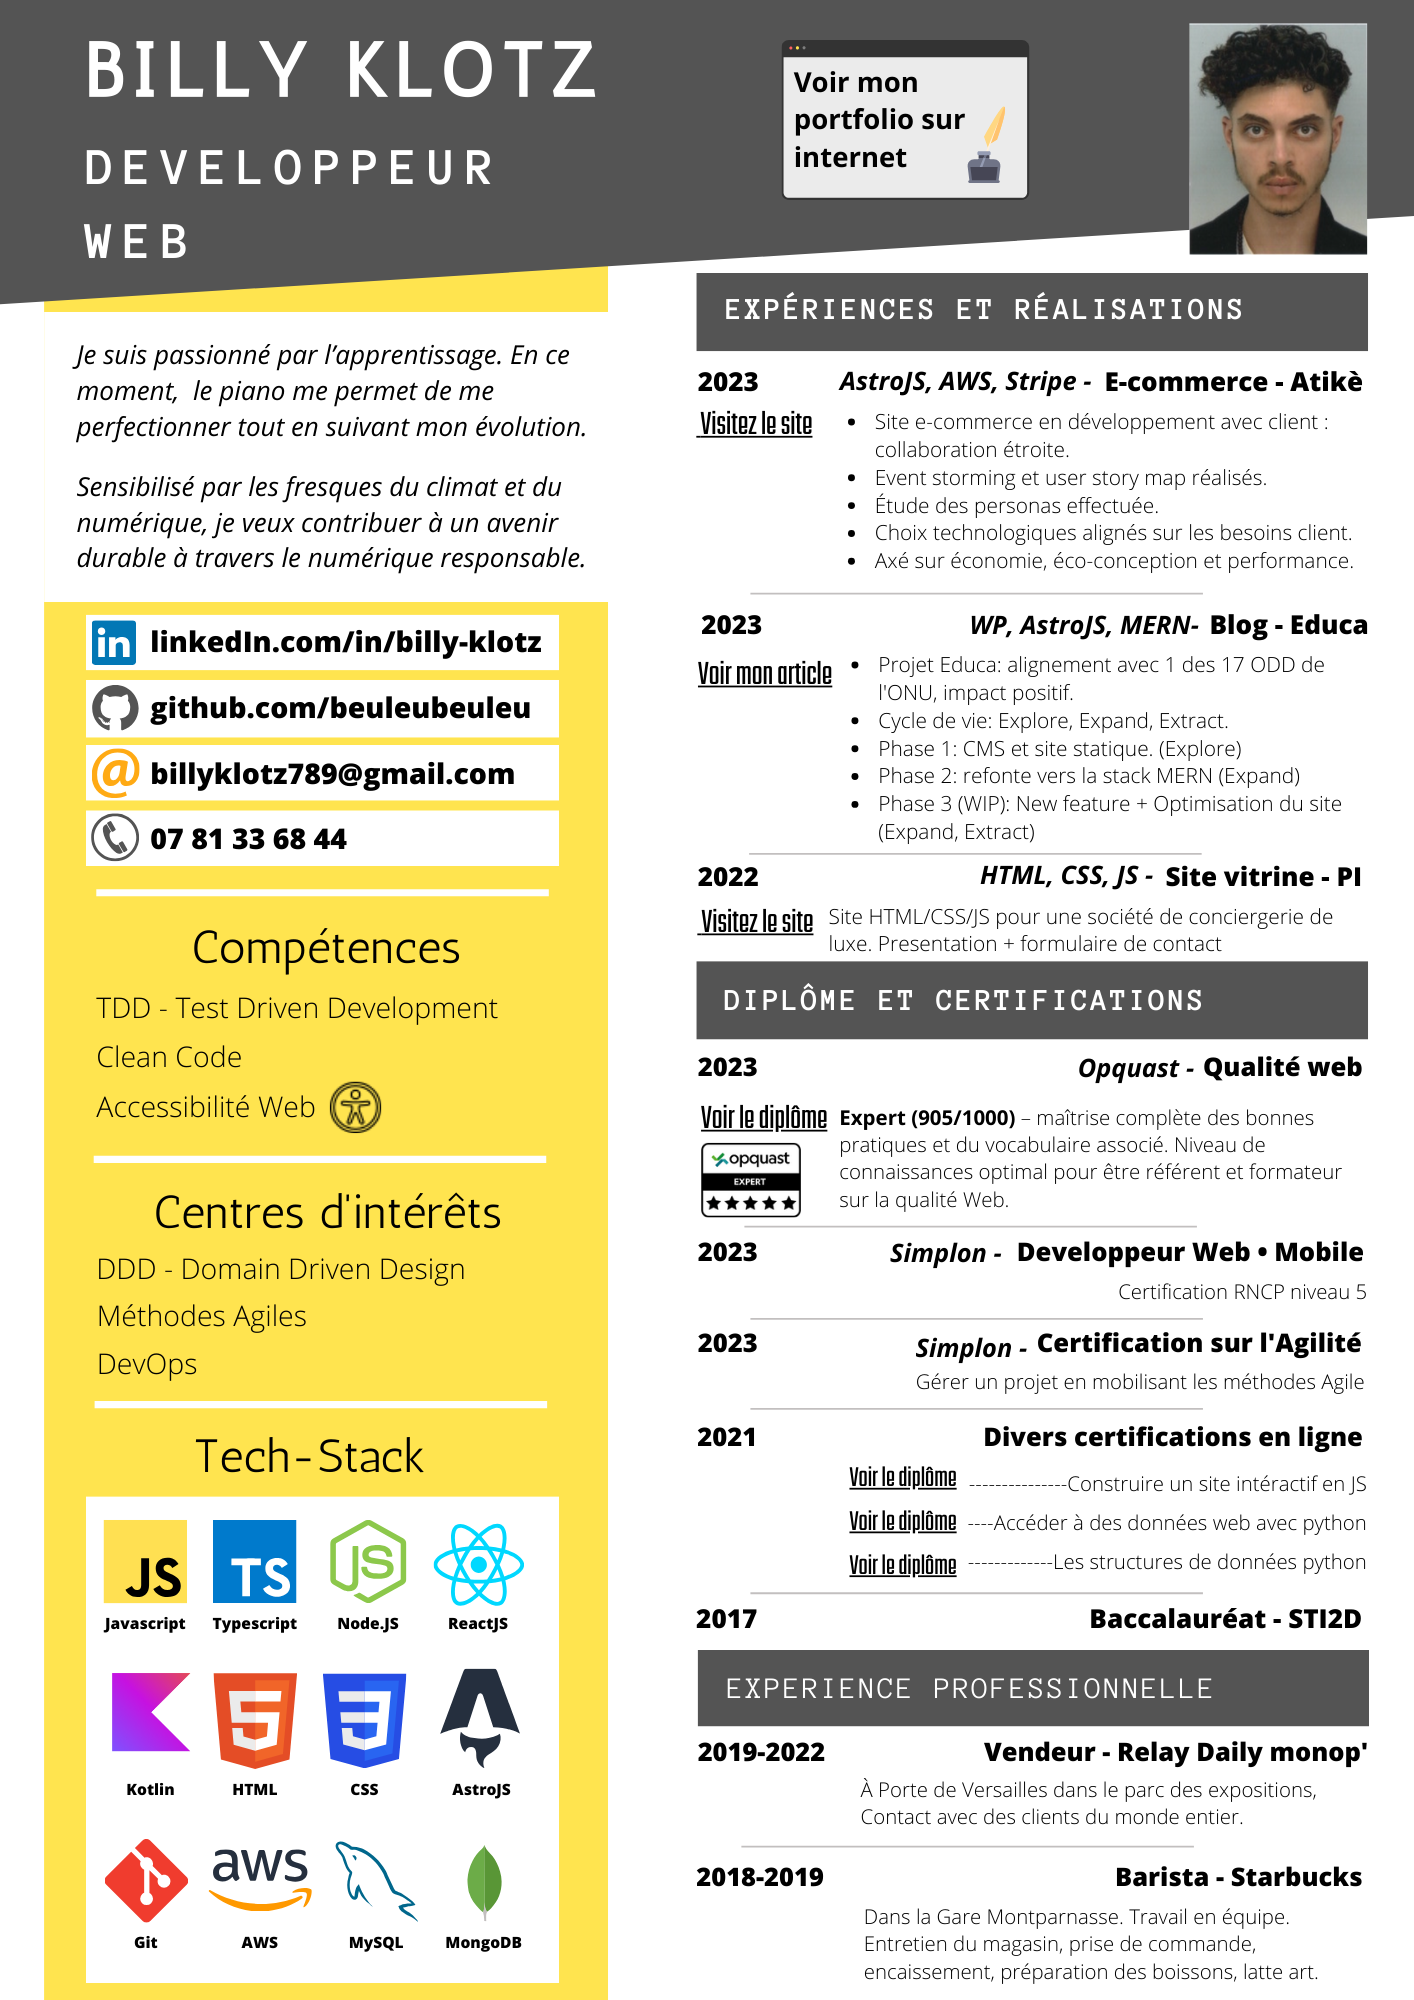 BILLY KLOTZ
DEVELOPPEUR
WEB
Voir mon
portfolio sur
internet
Je suis passionné par l'apprentissage. En ce
moment,  le piano me permet de me
perfectionner tout en suivant mon évolution.
Sensibilisé par les fresques du climat et du
numérique, je veux contribuer à un avenir
durable à travers le numérique responsable.
in linkedIn.com/in/billy-klotz
github.com/beuleubeuleu
@ billyklotz789@gmail.com
07 81 33 68 44
Compétences
TDD - Test Driven Development
Clean Code
Accessibilité Web
Centres d'intérêts
DDD - Domain Driven Design
Méthodes Agiles
DevOps
Tech-Stack
JS TS JS
Javascript Typescript Node.JS ReactJS
5 3
Kotlin HTML CSS AstroJS
aws
Git AWS MySQL MongoDB
EXPÉRIENCES ET RÉALISATIONS
2023 AstroJS, AWS, Stripe - E-commerce - Atikè
Visitez le site
• Site e-commerce en développement avec client :
collaboration étroite.
• Event storming et user story map réalisés.
• Étude des personas effectuée.
• Choix technologiques alignés sur les besoins client.
• Axé sur économie, éco-conception et performance.
2023 WP, AstroJS, MERN- Blog - Educa
Voir mon article
• Projet Educa: alignement avec 1 des 17 ODD de
l'ONU, impact positif.
• Cycle de vie: Explore, Expand, Extract.
• Phase 1: CMS et site statique. (Explore)
• Phase 2: refonte vers la stack MERN (Expand)
• Phase 3 (WIP): New feature + Optimisation du site
(Expand, Extract)
2022 HTML, CSS, JS - Site vitrine - PI
Visitez le site
Site HTML/CSS/JS pour une société de conciergerie de
luxe. Presentation + formulaire de contact
DIPLÔME ET CERTIFICATIONS
2023 Opquast - Qualité web
Voir le diplôme
opquast
EXPERT
★★★★★
Expert (905/1000) – maîtrise complète des bonnes
pratiques et du vocabulaire associé. Niveau de
connaissances optimal pour être référent et formateur
sur la qualité Web.
2023 Simplon - Developpeur Web • Mobile
Certification RNCP niveau 5
2023 Simplon - Certification sur l'Agilité
Gérer un projet en mobilisant les méthodes Agile
2021 Divers certifications en ligne
Voir le diplôme ---------------Construire un site intéractif en JS
Voir le diplôme ----Accéder à des données web avec python
Voir le diplôme -------------Les structures de données python
2017 Baccalauréat - STI2D
EXPERIENCE PROFESSIONNELLE
2019-2022 Vendeur - Relay Daily monop'
À Porte de Versailles dans le parc des expositions,
Contact avec des clients du monde entier.
2018-2019 Barista - Starbucks
Dans la Gare Montparnasse. Travail en équipe.
Entretien du magasin, prise de commande,
encaissement, préparation des boissons, latte art.